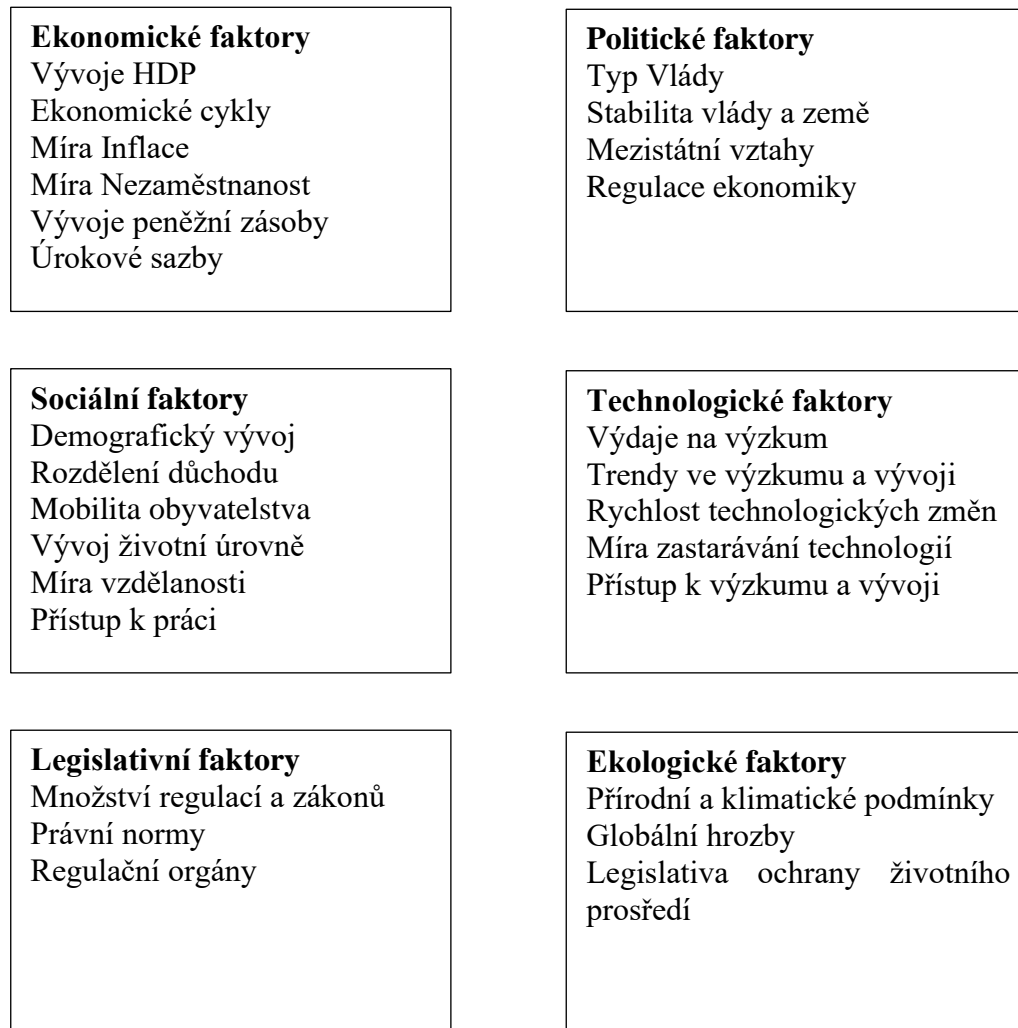 Ekonomické faktory
Vývoje HDP
Ekonomické cykly
Míra Inflace
Míra Nezaměstnanost
Vývoje peněžní zásoby
Úrokové sazby
Politické faktory
Typ Vlády
Stabilita vlády a země
Mezistátní vztahy
Regulace ekonomiky
Sociální faktory
Demografický vývoj
Rozdělení důchodu
Mobilita obyvatelstva
Vývoj životní úrovně
Míra vzdělanosti
Přístup k práci
Technologické faktory
Výdaje na výzkum
Trendy ve výzkumu a vývoji
Rychlost technologických změn
Míra zastarávání technologií
Přístup k výzkumu a vývoji
Legislativní faktory
Množství regulací a zákonů
Právní normy
Regulační orgány
Ekologické faktory
Přírodní a klimatické podmínky
Globální hrozby
Legislativa ochrany životního
prosředí